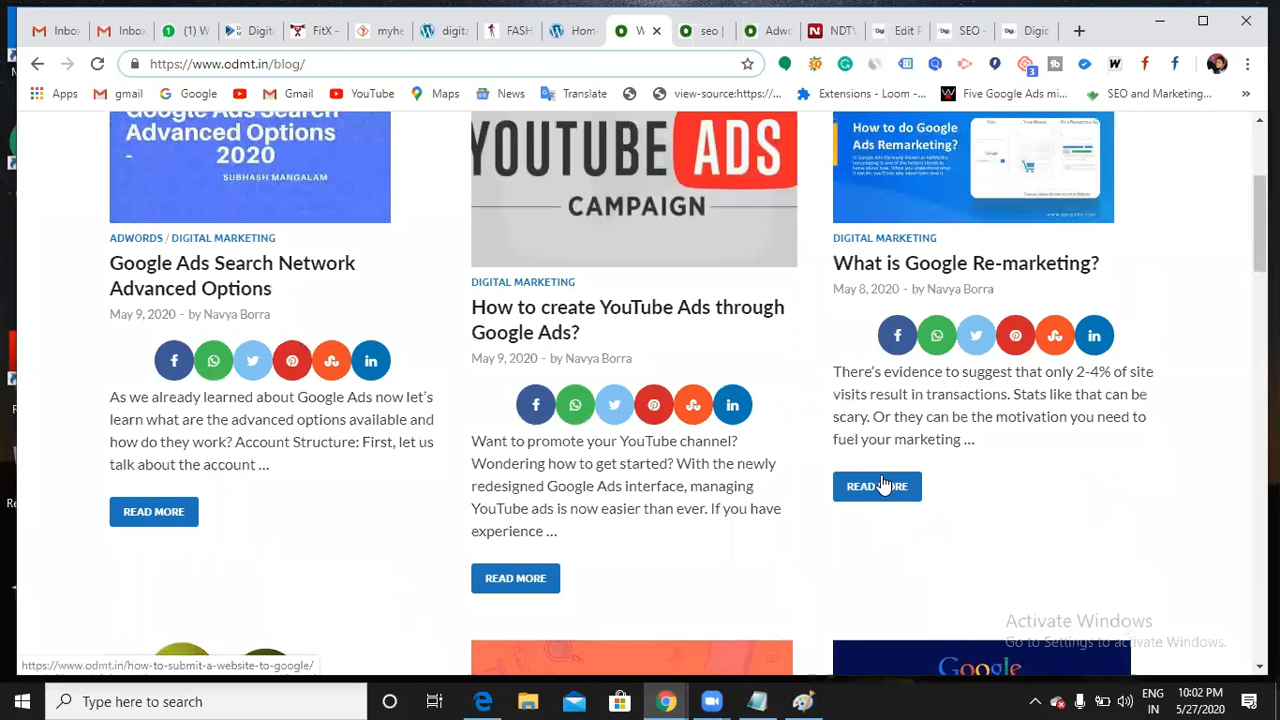 Inbo
Inbo
(1) W
Digit
FitX –
myhe
digita
FASH
Hom
W
seo |
Adwo
NDTV
Edit P
SEO -
Digic
https://www.odmt.in/blog/
3
Apps
gmail
Google
YouTube
Gmail
YouTube
Maps
News
Translate
view-source:https://...
Extensions - Loom -...
Five Google Ads mi...
SEO and Marketing...
»
Google Ads Search
Advanced Options
2020
SUBHASH MANGALAM
ADWORDS / DIGITAL MARKETING
Google Ads Search Network
Advanced Options
May 9, 2020 - by Navya Borra
As we already learned about Google Ads now let's
learn what are the advanced options available and
how do they work? Account Structure: First, let us
talk about the account ...
READ MORE
YOUTUBE ADS
CAMPAIGN
DIGITAL MARKETING
How to create YouTube Ads through
Google Ads?
May 9, 2020 - by Navya Borra
Want to promote your YouTube channel?
Wondering how to get started? With the newly
redesigned Google Ads interface, managing
YouTube ads is now easier than ever. If you have
experience ...
READ MORE
How to do Google
Ads Remarketing?
DIGITAL MARKETING
What is Google Re-marketing?
May 8, 2020 - by Navya Borra
There's evidence to suggest that only 2-4% of site
visits result in transactions. Stats like that can be
scary. Or they can be the motivation you need to
fuel your marketing ...
READ MORE
Google
Activate Windows
Go to Settings to activate Windows.
https://www.odmt.in/how-to-submit-a-website-to-google/
Type here to search
ENG
IN
10:02 PM
5/27/2020